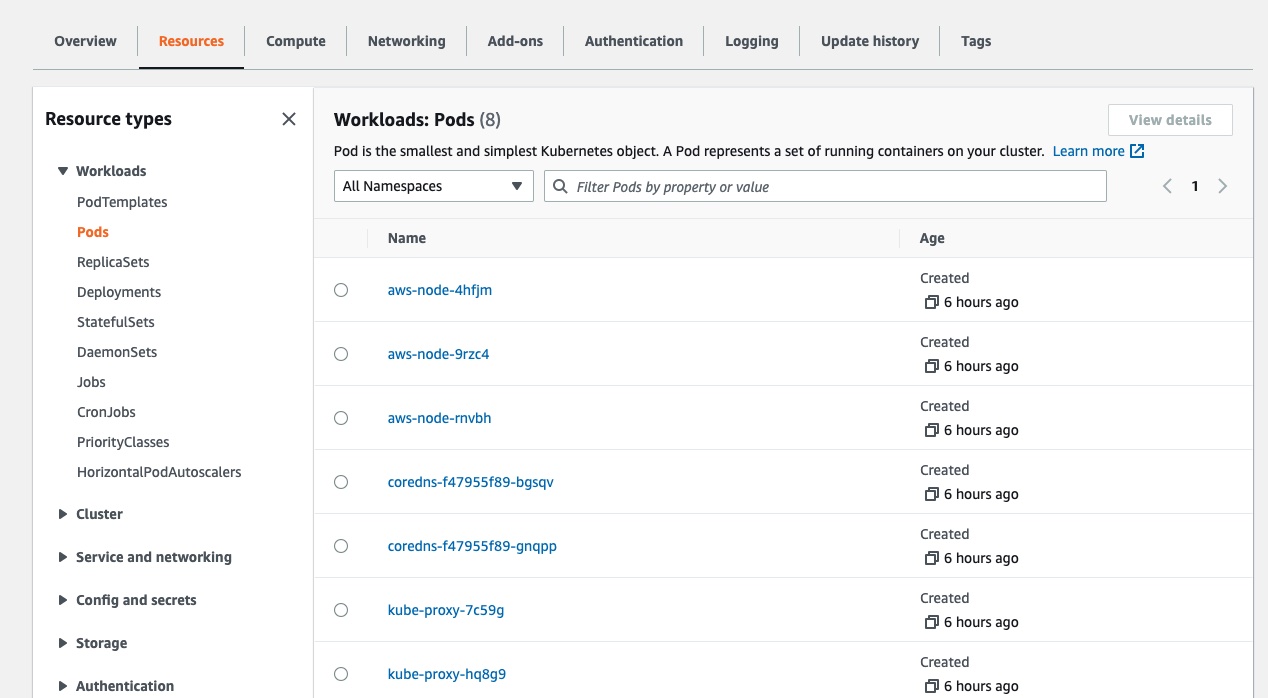 Overview Resources Compute Networking Add-ons Authentication Logging Update history Tags
Resource types
Workloads
PodTemplates
Pods
ReplicaSets
Deployments
StatefulSets
DaemonSets
Jobs
CronJobs
PriorityClasses
HorizontalPodAutoscalers
Cluster
Service and networking
Config and secrets
Storage
Authentication
Workloads: Pods (8)
View details
Pod is the smallest and simplest Kubernetes object. A Pod represents a set of running containers on your cluster. Learn more
All Namespaces Filter Pods by property or value 1
Name Age
aws-node-4hfjm Created
6 hours ago
aws-node-9rzc4 Created
6 hours ago
aws-node-rnvbh Created
6 hours ago
coredns-f47955f89-bgsqv Created
6 hours ago
coredns-f47955f89-gnqpp Created
6 hours ago
kube-proxy-7c59g Created
6 hours ago
kube-proxy-hq8g9 Created
6 hours ago